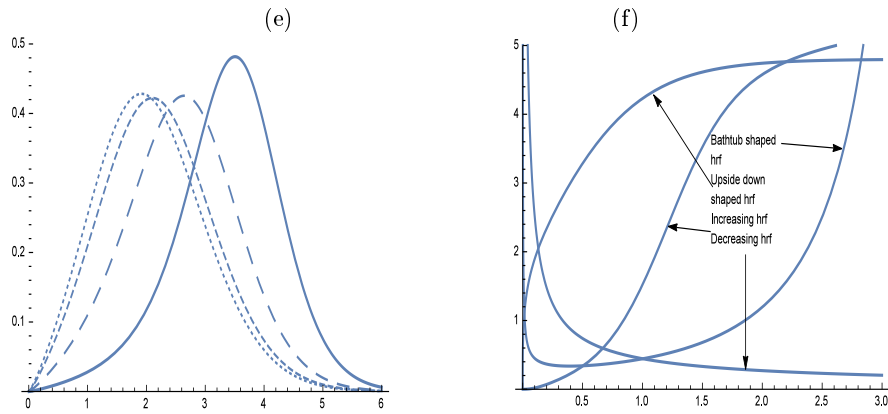 (e)
0.5
0.4
0.3
0.2
0.1
0 1 2 3 4 5 6
(f)
5
4
3
2
1
0.5 1.0 1.5 2.0 2.5 3.0
Bathtub shaped
hrf
Upside down
shaped hrf
Increasing hrf
Decreasing hrf